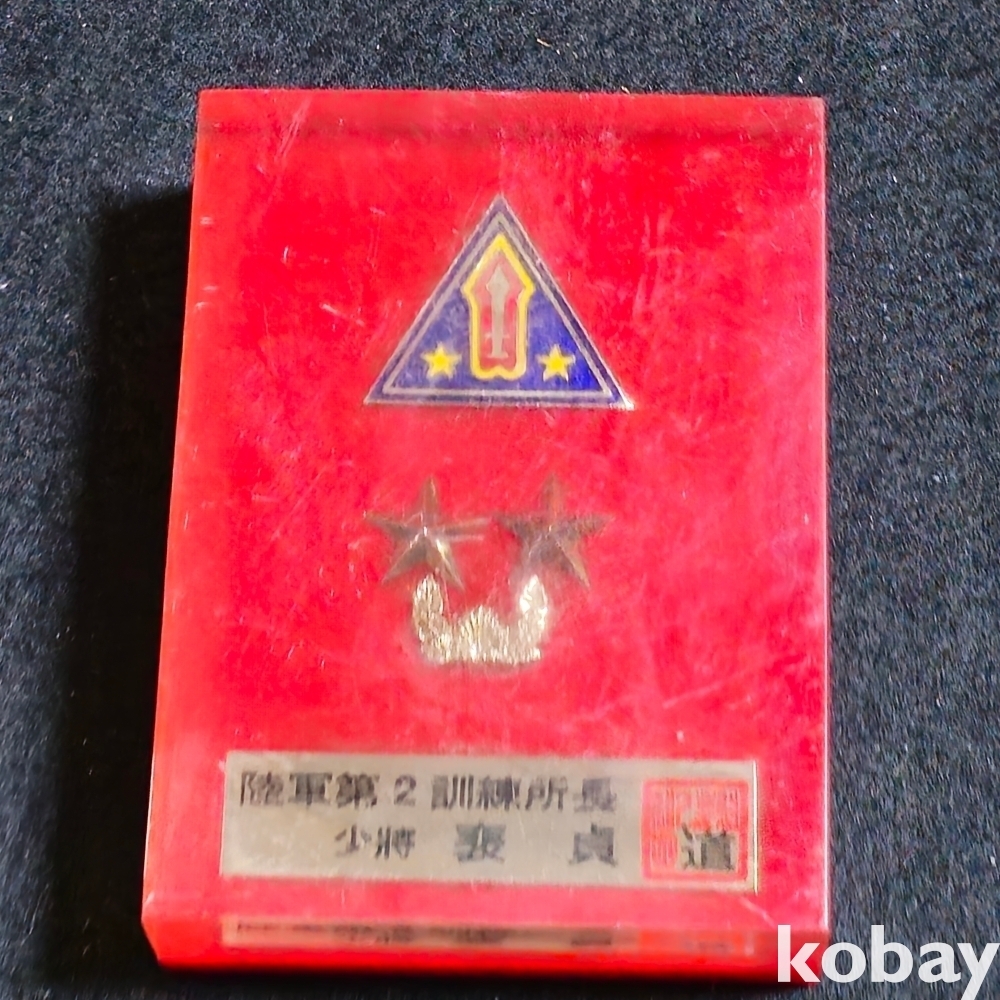 陸軍第2訓練所長
少將 裵 貞 道
kobay